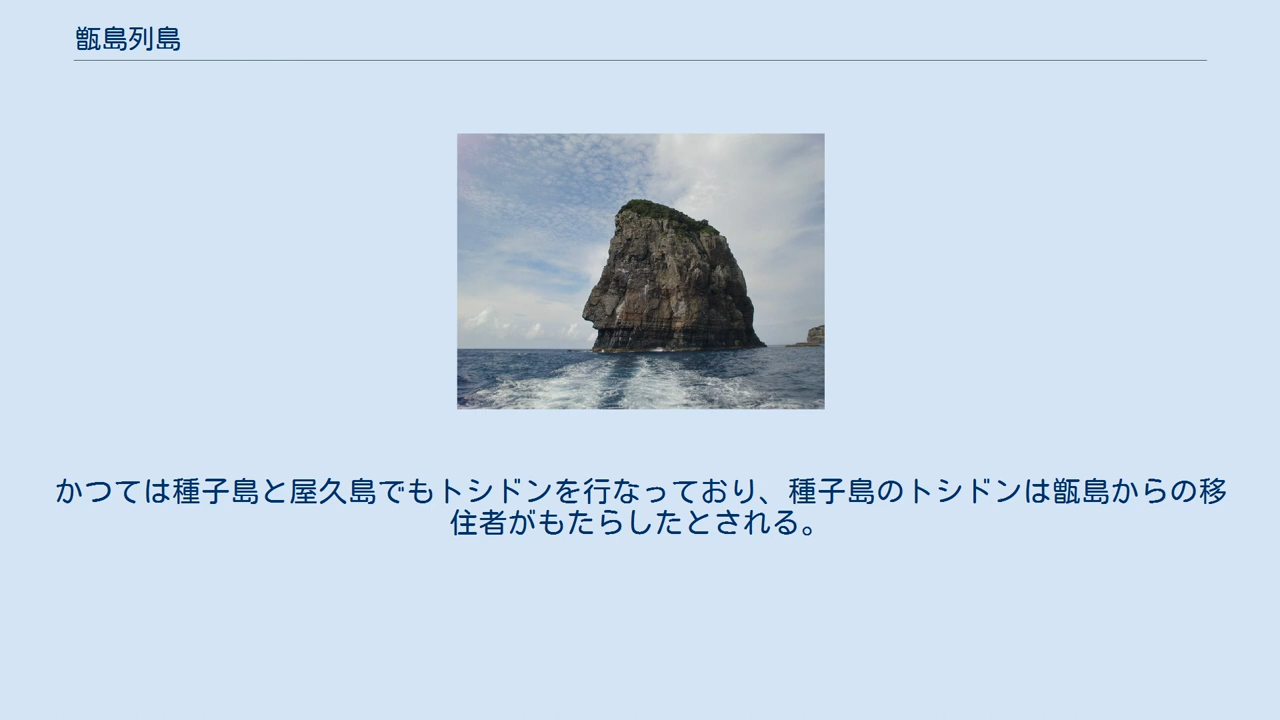 甑島列島
かつては種子島と屋久島でもトシドンを行なっており、種子島のトシドンは甑島からの移
住者がもたらしたとされる。